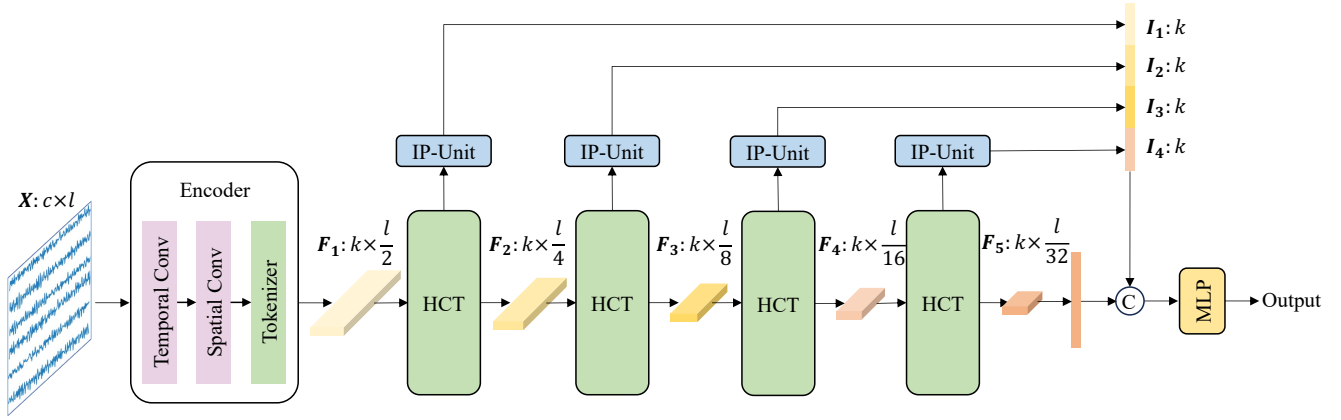 I₁: k
I₂: k
I₃: k
I₄: k
IP-Unit
IP-Unit
IP-Unit
IP-Unit
X: c×l
Encoder
Temporal Conv
Spatial Conv
Tokenizer
F₁: k × l/2
HCT
F₂: k × l/4
HCT
F₃: k × l/8
HCT
F₄: k × l/16
HCT
F₅: k × l/32
C
MLP
Output